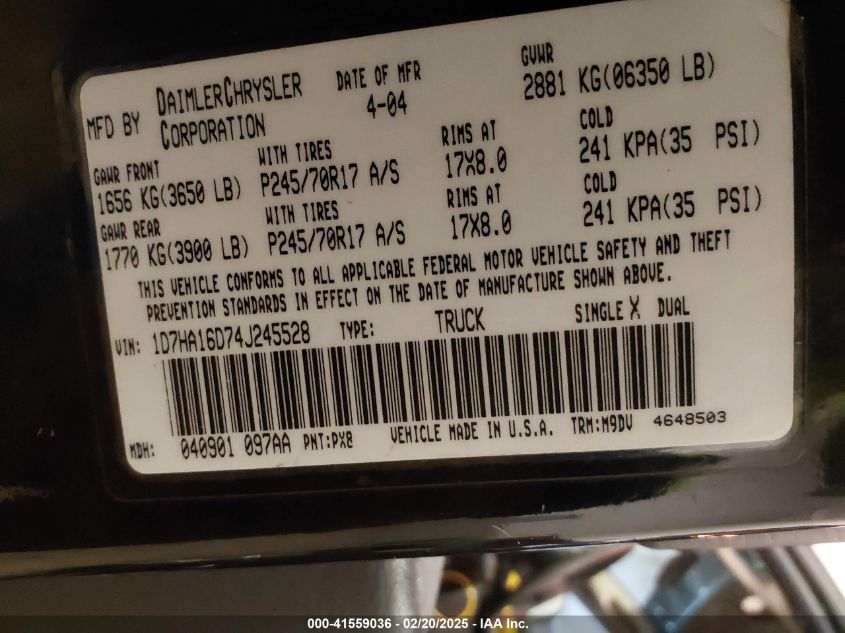 MFD BY DAIMLERCHRYSLER CORPORATION DATE OF MFR 4-04 GVWR 2881 KG(06350 LB)
GAWR FRONT WITH TIRES RIMS AT COLD
1656 KG(3650 LB) P245/70R17 A/S 17X8.0 241 KPA(35 PSI)
GAWR REAR WITH TIRES RIMS AT COLD
1770 KG(3900 LB) P245/70R17 A/S 17X8.0 241 KPA(35 PSI)
THIS VEHICLE CONFORMS TO ALL APPLICABLE FEDERAL MOTOR VEHICLE SAFETY AND THEFT
PREVENTION STANDARDS IN EFFECT ON THE DATE OF MANUFACTURE SHOWN ABOVE.
VIN: 1D7HA16D74J245528 TYPE: TRUCK SINGLE X DUAL
MDH: 040901 097AA PNT:PX8 VEHICLE MADE IN U.S.A. TRM:M9DV 4648503
000-41559036 - 02/20/2025 - IAA Inc.